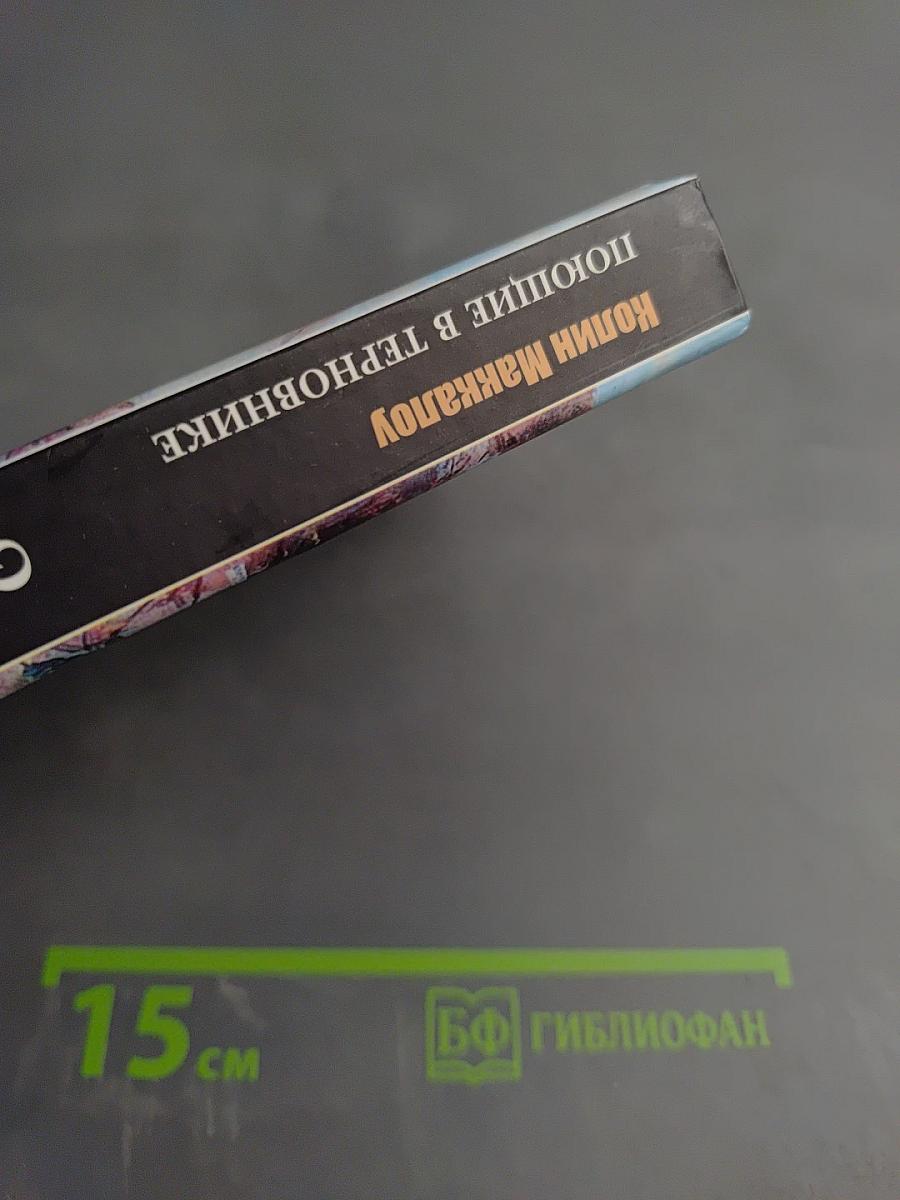 Колин Маккалоу
ПОЮЩИЕ В ТЕРНОВНИКЕ
15 см
БФ ГИБЛИОФАН